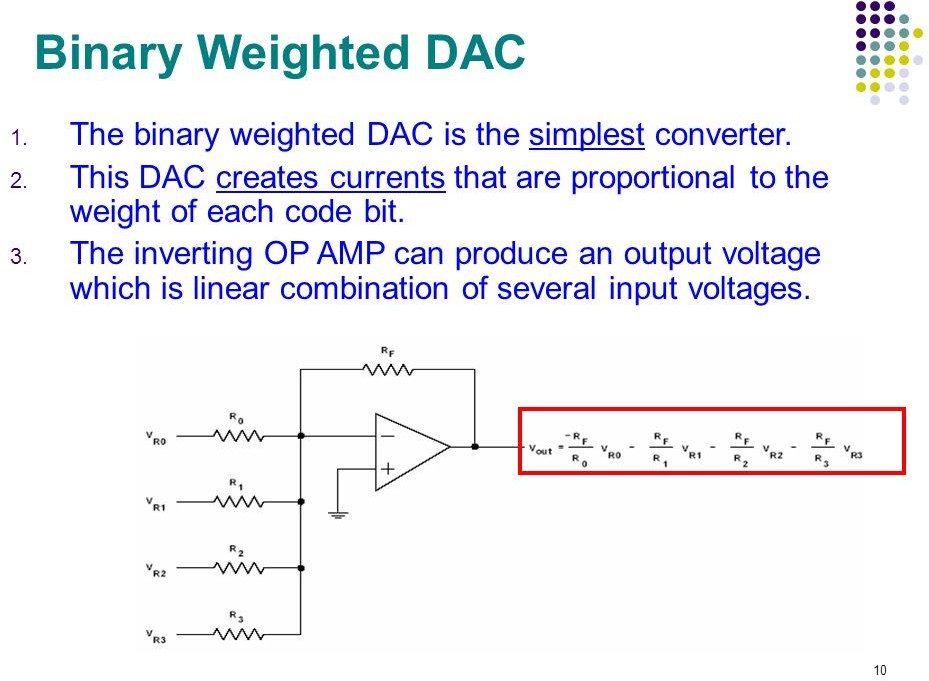 Binary Weighted DAC
1. The binary weighted DAC is the simplest converter.
2. This DAC creates currents that are proportional to the
weight of each code bit.
3. The inverting OP AMP can produce an output voltage
which is linear combination of several input voltages.
RF
R0
VR0
−
+
Vout = -RF/R0 VR0 - RF/R1 VR1 - RF/R2 VR2 - RF/R3 VR3
R1
VR1
R2
VR2
R3
VR3
10